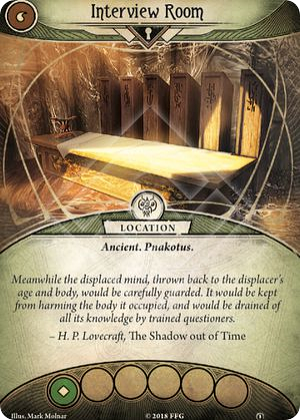 Interview Room
LOCATION
Ancient. Pnakotus.
Meanwhile the displaced mind, thrown back to the displacer's
age and body, would be carefully guarded. It would be kept
from harming the body it occupied, and would be drained of
all its knowledge by trained questioners.
– H. P. Lovecraft, The Shadow out of Time
Illus. Mark Molnar
© 2018 FFG